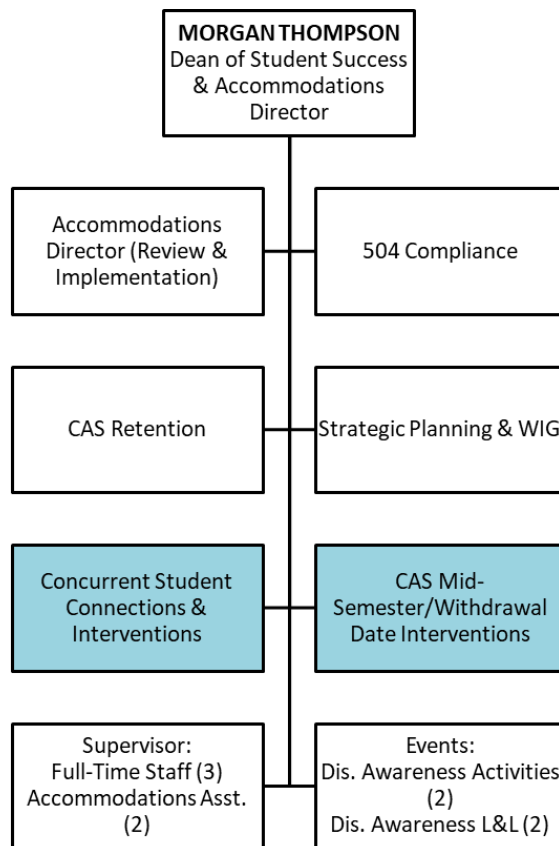 MORGAN THOMPSON
Dean of Student Success
& Accommodations
Director
Accommodations
Director (Review &
Implementation)
504 Compliance
CAS Retention
Strategic Planning & WIG
Concurrent Student
Connections &
Interventions
CAS Mid-
Semester/Withdrawal
Date Interventions
Supervisor:
Full-Time Staff (3)
Accommodations Asst.
(2)
Events:
Dis. Awareness Activities
(2)
Dis. Awareness L&L (2)